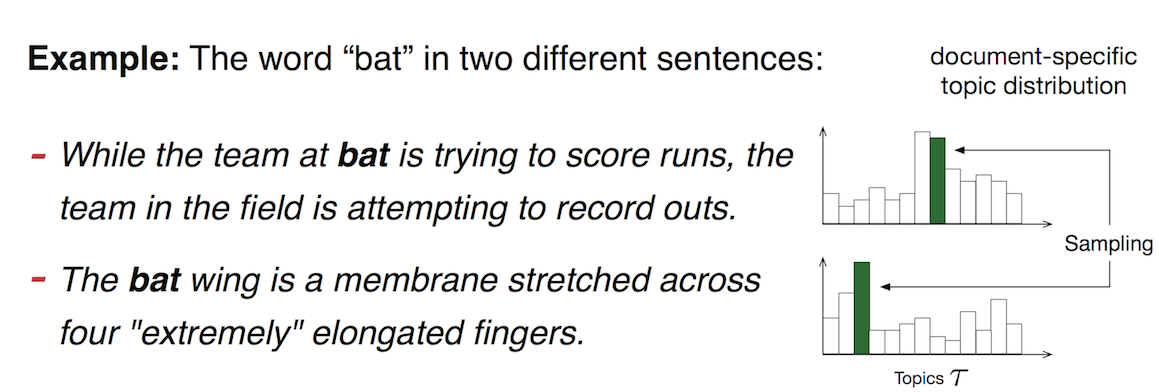 Example: The word “bat” in two different sentences:
document-specific
topic distribution
- While the team at bat is trying to score runs, the
team in the field is attempting to record outs.
Sampling
- The bat wing is a membrane stretched across
four "extremely" elongated fingers.
Topics 𝒯